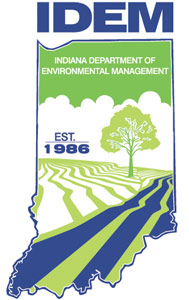 IDEM
INDIANA DEPARTMENT OF
ENVIRONMENTAL MANAGEMENT
EST.
1986